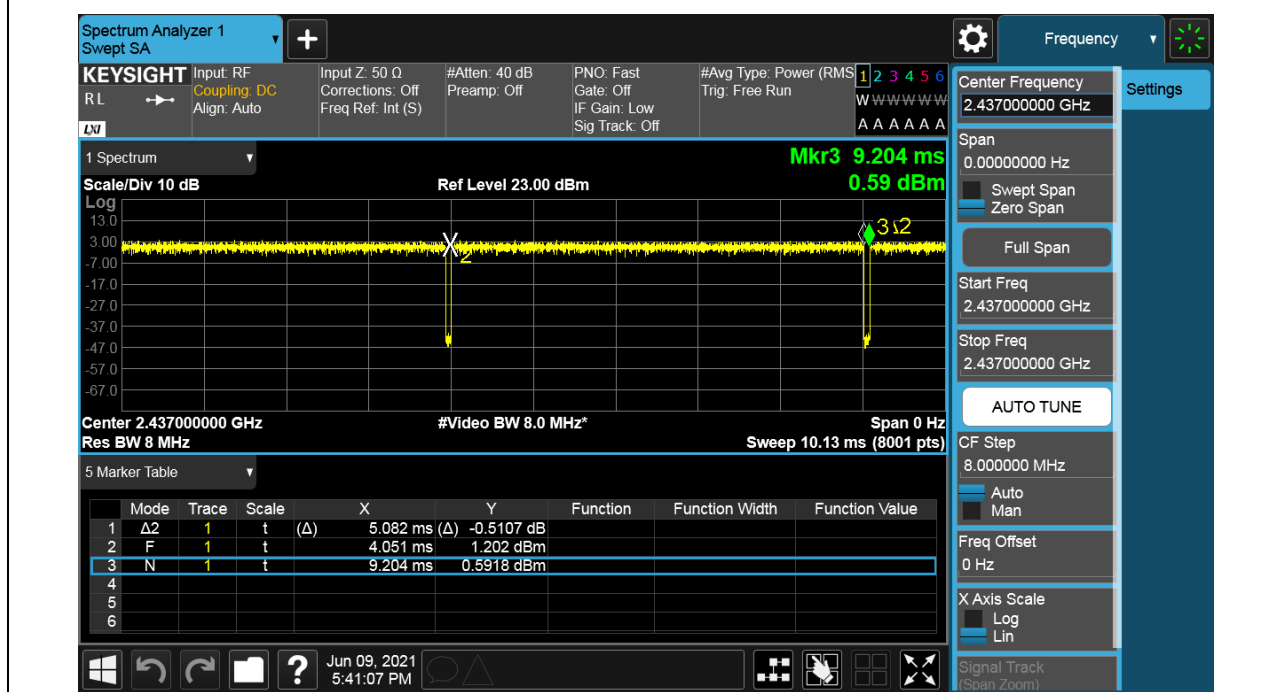 Spectrum Analyzer 1
Swept SA
+
Frequency
KEYSIGHT Input: RF Input Z: 50 Ω #Atten: 40 dB PNO: Fast #Avg Type: Power (RMS 1 2 3 4 5 6
RL Coupling: DC Corrections: Off Preamp: Off Gate: Off Trig: Free Run
Align: Auto Freq Ref: Int (S) IF Gain: Low W W W W W W
LXI Sig Track: Off A A A A A A
1 Spectrum
Mkr3 9.204 ms
Scale/Div 10 dB Ref Level 23.00 dBm 0.59 dBm
Log
13.0
3.00
-7.00
-17.0
-27.0
-37.0
-47.0
-57.0
-67.0
X
2
3 2
Center 2.437000000 GHz #Video BW 8.0 MHz* Span 0 Hz
Res BW 8 MHz Sweep 10.13 ms (8001 pts)
5 Marker Table
Mode Trace Scale X Y Function Function Width Function Value
1 Δ2 1 t (Δ) 5.082 ms (Δ) -0.5107 dB
2 F 1 t 4.051 ms 1.202 dBm
3 N 1 t 9.204 ms 0.5918 dBm
4
5
6
Center Frequency
2.437000000 GHz
Settings
Span
0.00000000 Hz
Swept Span
Zero Span
Full Span
Start Freq
2.437000000 GHz
Stop Freq
2.437000000 GHz
AUTO TUNE
CF Step
8.000000 MHz
Auto
Man
Freq Offset
0 Hz
X Axis Scale
Log
Lin
Signal Track
(Span Zoom)
?
Jun 09, 2021
5:41:07 PM